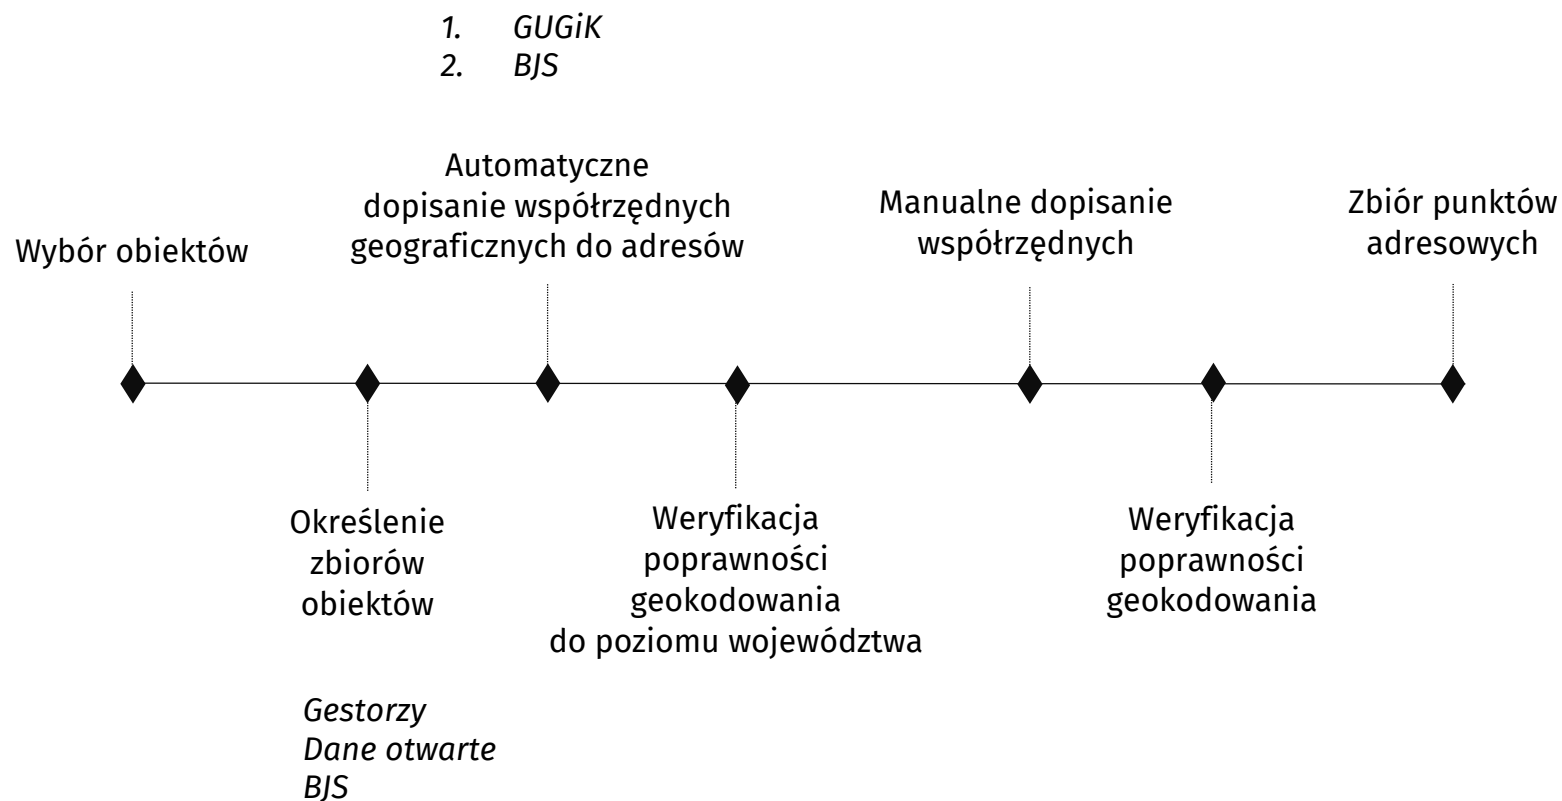 1. GUGiK
2. BJS
Automatyczne
dopisanie współrzędnych
geograficznych do adresów
Manualne dopisanie
współrzędnych
Zbiór punktów
adresowych
Wybór obiektów
Określenie
zbiorów
obiektów
Weryfikacja
poprawności
geokodowania
do poziomu województwa
Weryfikacja
poprawności
geokodowania
Gestorzy
Dane otwarte
BJS